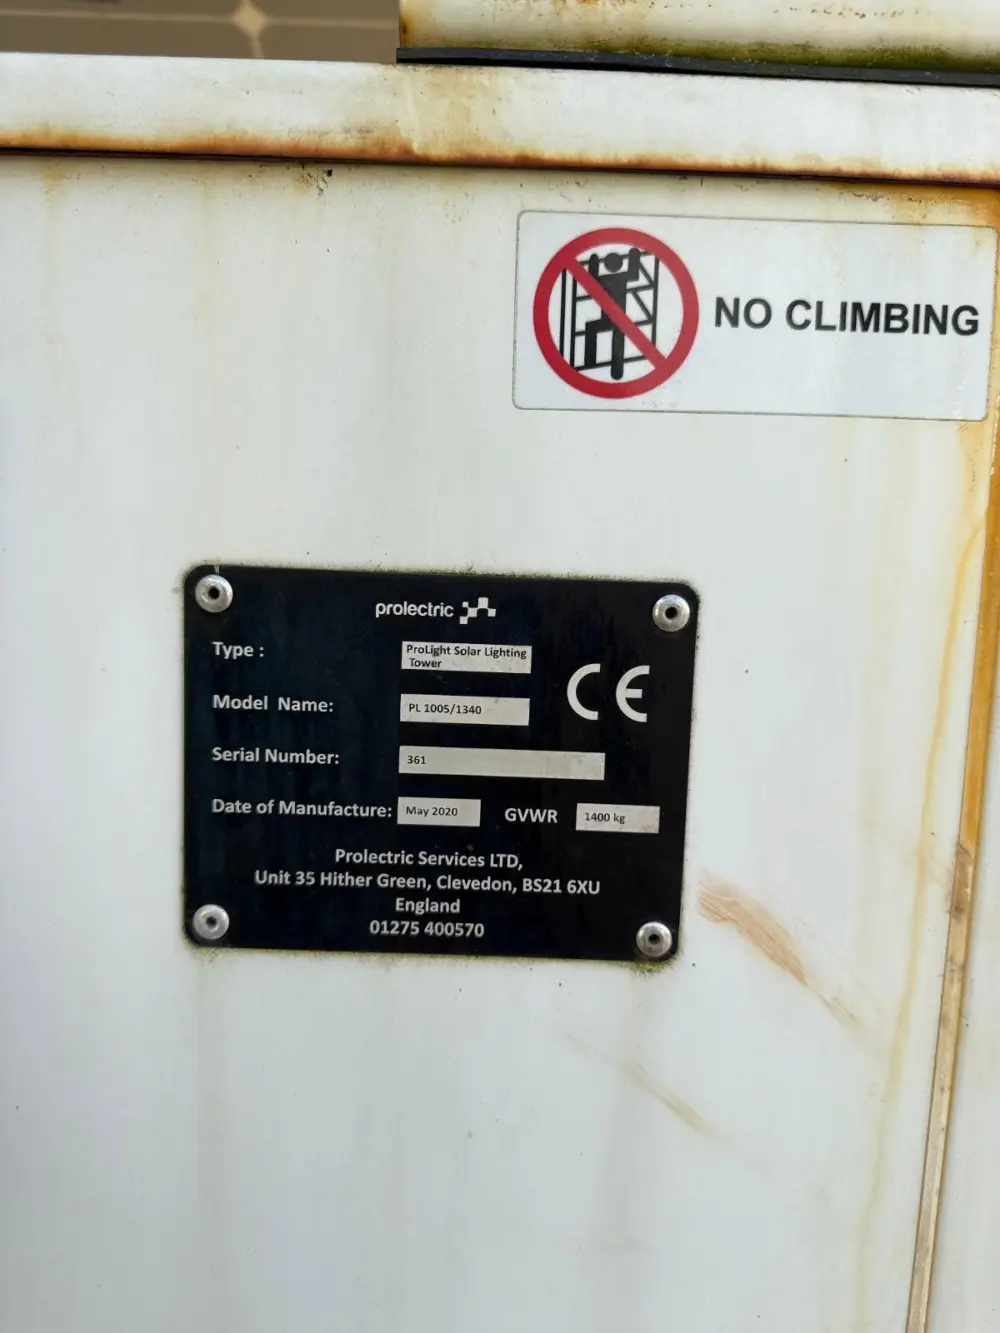 NO CLIMBING
prolectric
Type :
ProLight Solar Lighting
Tower
CE
Model Name:
PL 1005/1340
Serial Number:
361
Date of Manufacture:
May 2020
GVWR
1400 kg
Prolectric Services LTD,
Unit 35 Hither Green, Clevedon, BS21 6XU
England
01275 400570